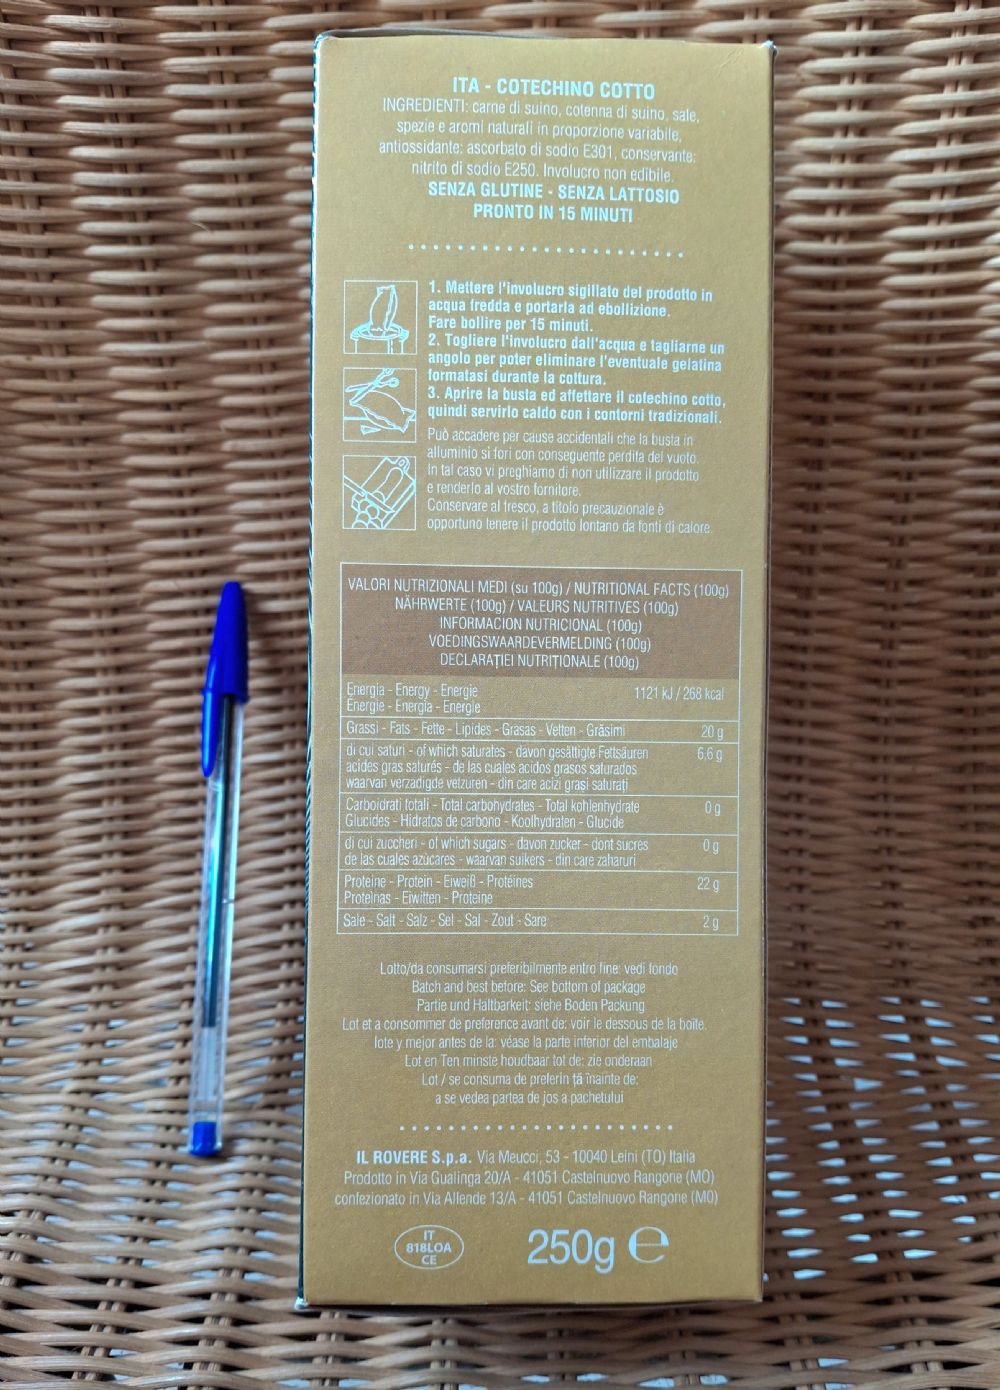 ITA - COTECHINO COTTO
INGREDIENTI: carne di suino, cotenna di suino, sale,
spezie e aromi naturali in proporzione variabile,
antiossidante: ascorbato di sodio E301, conservante:
nitrito di sodio E250. Involucro non edibile.
SENZA GLUTINE - SENZA LATTOSIO
PRONTO IN 15 MINUTI
1. Mettere l'involucro sigillato del prodotto in
acqua fredda e portarla ad ebollizione.
Fare bollire per 15 minuti.
2. Togliere l'involucro dall'acqua e tagliarne un
angolo per poter eliminare l'eventuale gelatina
formatasi durante la cottura.
3. Aprire la busta ed affettare il cotechino cotto,
quindi servirlo caldo con i contorni tradizionali.
Può accadere per cause accidentali che la busta in
alluminio si fori con conseguente perdita del vuoto.
In tal caso vi preghiamo di non utilizzare il prodotto
e renderlo al vostro fornitore.
Conservare al fresco, a titolo precauzionale è
opportuno tenere il prodotto lontano da fonti di calore.
VALORI NUTRIZIONALI MEDI (su 100g) / NUTRITIONAL FACTS (100g)
NÄHRWERTE (100g) / VALEURS NUTRITIVES (100g)
INFORMACION NUTRICIONAL (100g)
VOEDINGSWAARDEVERMELDING (100g)
DECLARAŢIEI NUTRIŢIONALE (100g)
Energia - Energy - Energie 1121 kJ / 268 kcal
Énergie - Energía - Energie
Grassi - Fats - Fette - Lipides - Grasas - Vetten - Grăsimi 20 g
di cui saturi - of which saturates - davon gesättigte Fettsäuren 6,6 g
acides gras saturés - de las cuales acidos grasos saturados
waarvan verzadigde vetzuren - din care acizi graşi saturaţi
Carboidrati totali - Total carbohydrates - Total kohlenhydrate 0 g
Glucides - Hidratos de carbono - Koolhydraten - Glucide
di cui zuccheri - of which sugars - davon zucker - dont sucres 0 g
de las cuales azùcares - waarvan suikers - din care zaharuri
Proteine - Protein - Eiweiß - Protéines 22 g
Proteìnas - Eiwitten - Proteine
Sale - Salt - Salz - Sel - Sal - Zout - Sare 2 g
Lotto/da consumarsi preferibilmente entro fine: vedi fondo
Batch and best before: See bottom of package
Partie und Haltbarkeit: siehe Boden Packung
Lot et a consommer de preference avant de: voir le dessous de la boîte.
lote y mejor antes de la: véase la parte inferior del embalaje
Lot en Ten minste houdbaar tot de: zie onderaan
Lot / se consuma de preferin ţă înainte de:
a se vedea partea de jos a pachetului
IL ROVERE S.p.a. Via Meucci, 53 - 10040 Leini (TO) Italia
Prodotto in Via Gualinga 20/A - 41051 Castelnuovo Rangone (MO)
confezionato in Via Allende 13/A - 41051 Castelnuovo Rangone (MO)
IT
818LOA
CE
250g e